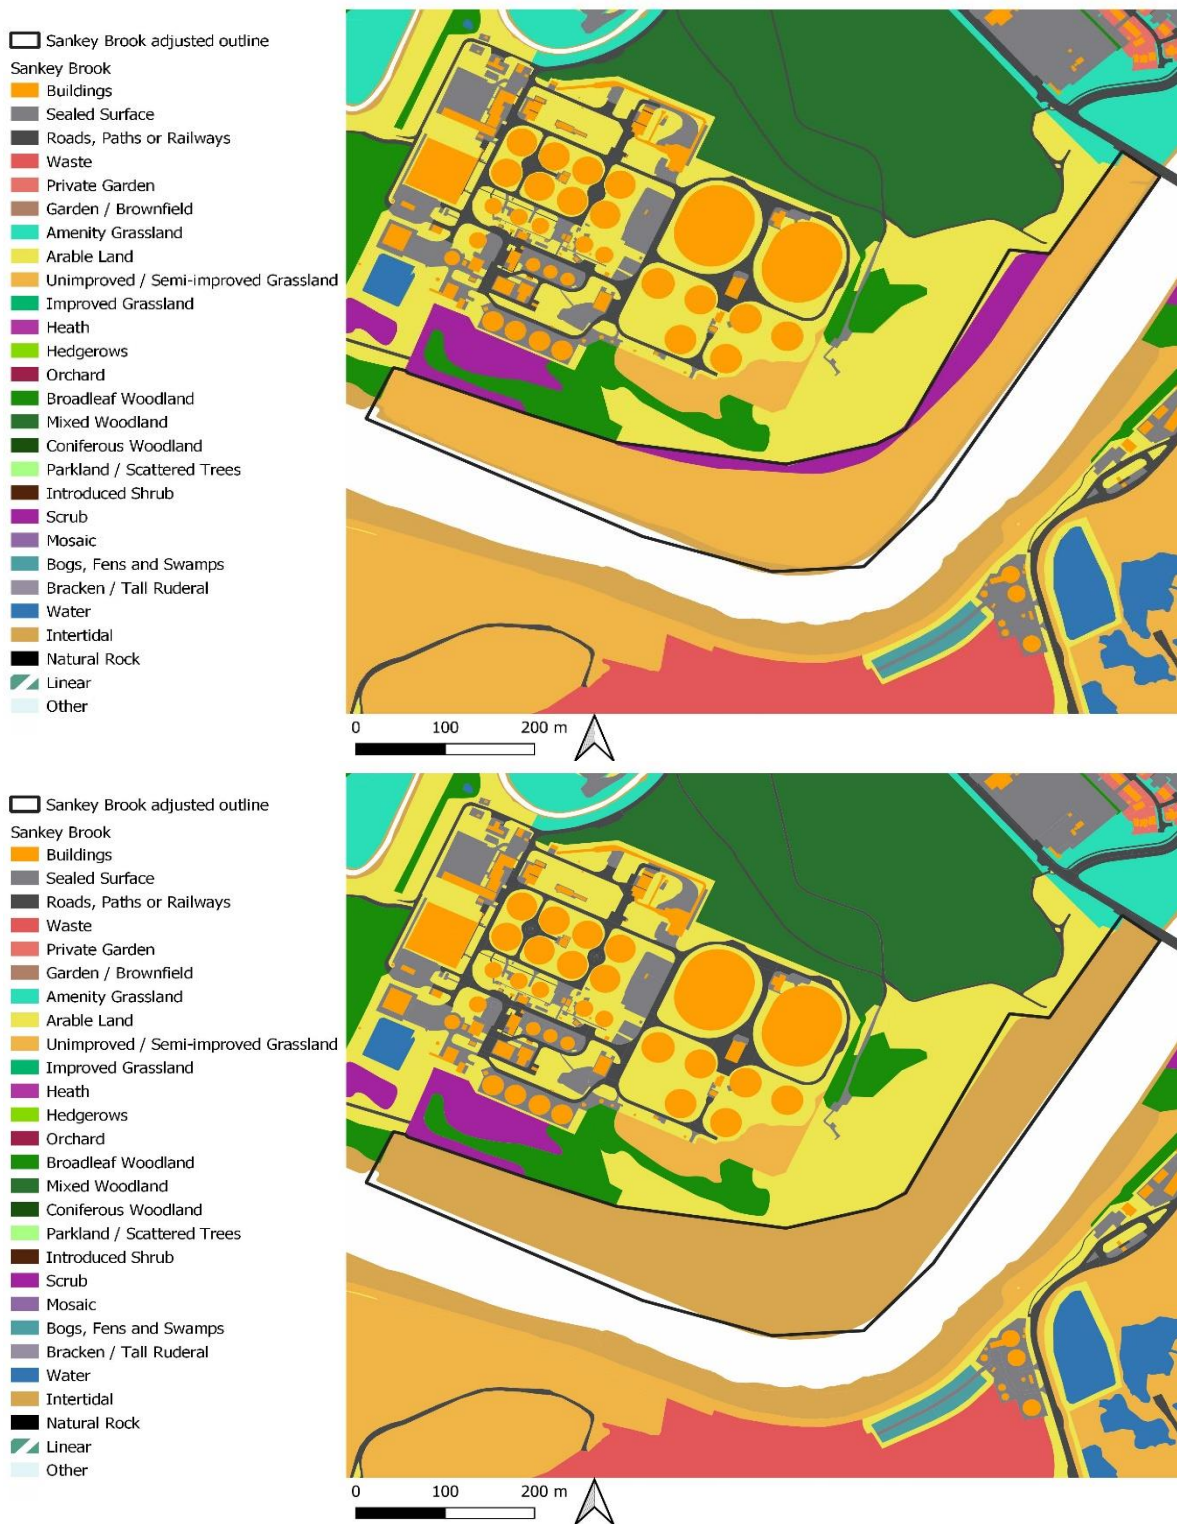 Sankey Brook adjusted outline
Sankey Brook
Buildings
Sealed Surface
Roads, Paths or Railways
Waste
Private Garden
Garden / Brownfield
Amenity Grassland
Arable Land
Unimproved / Semi-improved Grassland
Improved Grassland
Heath
Hedgerows
Orchard
Broadleaf Woodland
Mixed Woodland
Coniferous Woodland
Parkland / Scattered Trees
Introduced Shrub
Scrub
Mosaic
Bogs, Fens and Swamps
Bracken / Tall Ruderal
Water
Intertidal
Natural Rock
Linear
Other
0 100 200 m
Sankey Brook adjusted outline
Sankey Brook
Buildings
Sealed Surface
Roads, Paths or Railways
Waste
Private Garden
Garden / Brownfield
Amenity Grassland
Arable Land
Unimproved / Semi-improved Grassland
Improved Grassland
Heath
Hedgerows
Orchard
Broadleaf Woodland
Mixed Woodland
Coniferous Woodland
Parkland / Scattered Trees
Introduced Shrub
Scrub
Mosaic
Bogs, Fens and Swamps
Bracken / Tall Ruderal
Water
Intertidal
Natural Rock
Linear
Other
0 100 200 m